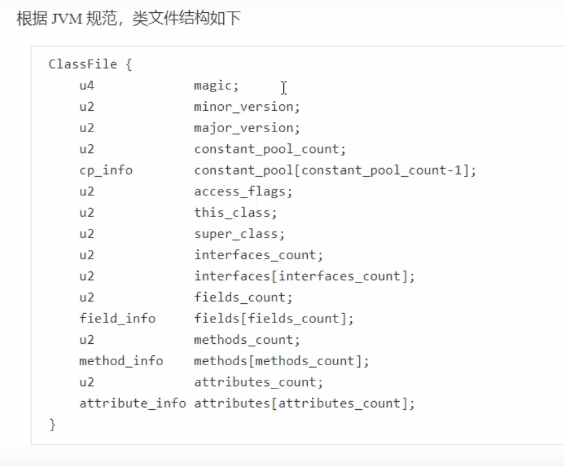 根据 JVM 规范，类文件结构如下
ClassFile {
u4 magic;
u2 minor_version;
u2 major_version;
u2 constant_pool_count;
cp_info constant_pool[constant_pool_count-1];
u2 access_flags;
u2 this_class;
u2 super_class;
u2 interfaces_count;
u2 interfaces[interfaces_count];
u2 fields_count;
field_info fields[fields_count];
u2 methods_count;
method_info methods[methods_count];
u2 attributes_count;
attribute_info attributes[attributes_count];
}